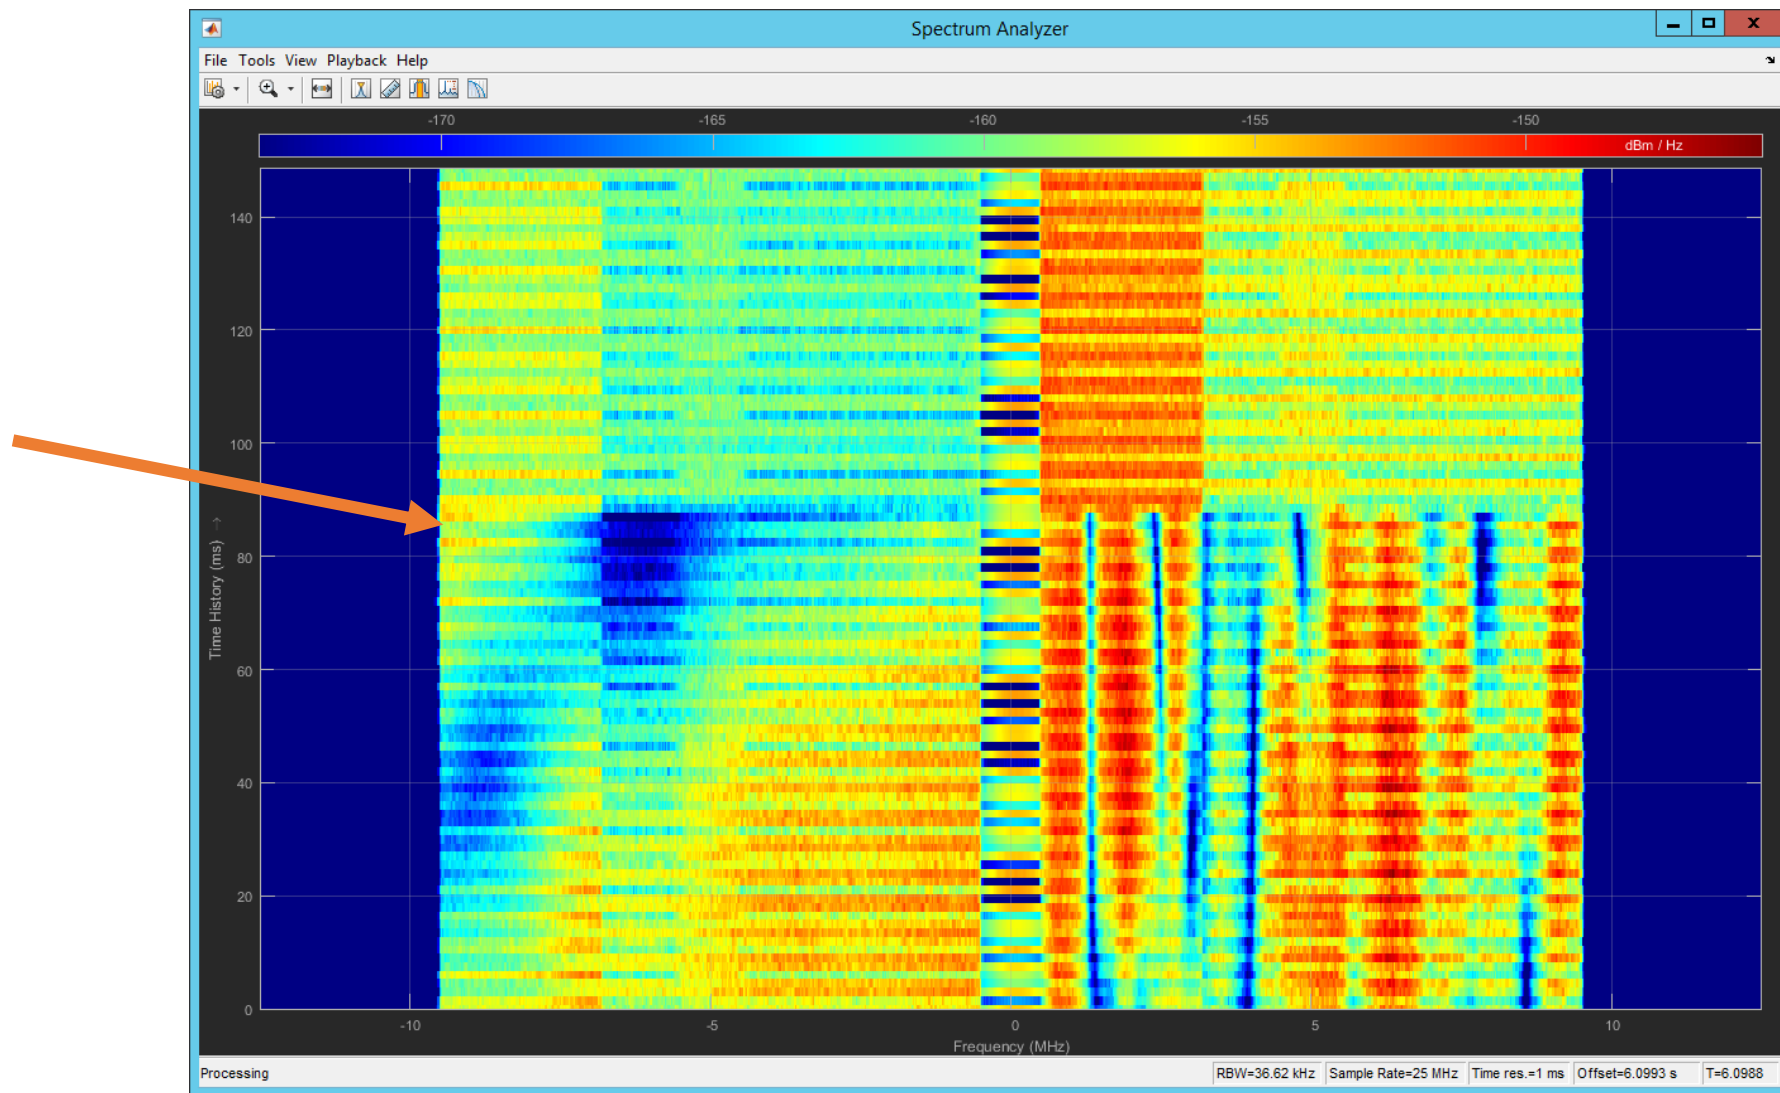 Spectrum Analyzer
File Tools View Playback Help
-170 -165 -160 -155 -150
dBm / Hz
140
120
100
80
60
40
20
0
Time History (ms) →
-10 -5 0 5 10
Frequency (MHz)
Processing RBW=36.62 kHz Sample Rate=25 MHz Time res.=1 ms Offset=6.0993 s T=6.0988